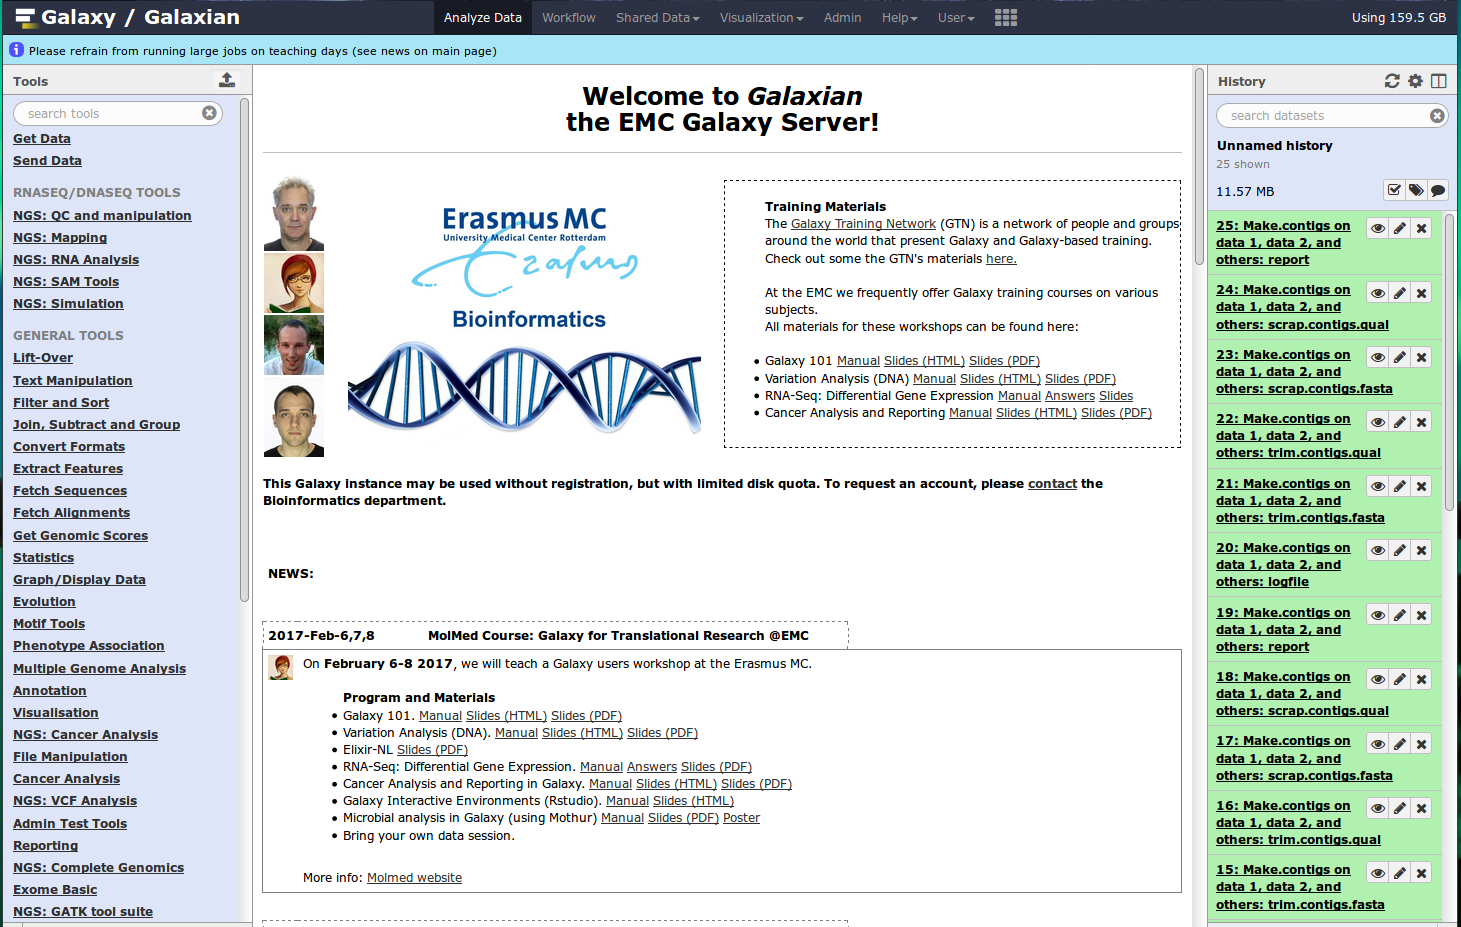 Galaxy / Galaxian
Analyze Data
Workflow
Shared Data
Visualization
Admin
Help
User
Using 159.5 GB
Please refrain from running large jobs on teaching days (see news on main page)
Tools
search tools
Get Data
Send Data
RNASEQ/DNASEQ TOOLS
NGS: QC and manipulation
NGS: Mapping
NGS: RNA Analysis
NGS: SAM Tools
NGS: Simulation
GENERAL TOOLS
Lift-Over
Text Manipulation
Filter and Sort
Join, Subtract and Group
Convert Formats
Extract Features
Fetch Sequences
Fetch Alignments
Get Genomic Scores
Statistics
Graph/Display Data
Evolution
Motif Tools
Phenotype Association
Multiple Genome Analysis
Annotation
Visualisation
NGS: Cancer Analysis
File Manipulation
Cancer Analysis
NGS: VCF Analysis
Admin Test Tools
Reporting
NGS: Complete Genomics
Exome Basic
NGS: GATK tool suite
Welcome to Galaxian
the EMC Galaxy Server!
Erasmus MC
University Medical Center Rotterdam
Erasmus
Bioinformatics
Training Materials
The Galaxy Training Network (GTN) is a network of people and groups
around the world that present Galaxy and Galaxy-based training.
Check out some the GTN's materials here.
At the EMC we frequently offer Galaxy training courses on various
subjects.
All materials for these workshops can be found here:
• Galaxy 101 Manual Slides (HTML) Slides (PDF)
• Variation Analysis (DNA) Manual Slides (HTML) Slides (PDF)
• RNA-Seq: Differential Gene Expression Manual Answers Slides
• Cancer Analysis and Reporting Manual Slides (HTML) Slides (PDF)
This Galaxy instance may be used without registration, but with limited disk quota. To request an account, please contact the
Bioinformatics department.
NEWS:
2017-Feb-6,7,8 MolMed Course: Galaxy for Translational Research @EMC
On February 6-8 2017, we will teach a Galaxy users workshop at the Erasmus MC.
Program and Materials
• Galaxy 101. Manual Slides (HTML) Slides (PDF)
• Variation Analysis (DNA). Manual Slides (HTML) Slides (PDF)
• Elixir-NL Slides (PDF)
• RNA-Seq: Differential Gene Expression. Manual Answers Slides (PDF)
• Cancer Analysis and Reporting in Galaxy. Manual Slides (HTML) Slides (PDF)
• Galaxy Interactive Environments (Rstudio). Manual Slides (HTML)
• Microbial analysis in Galaxy (using Mothur) Manual Slides (PDF) Poster
• Bring your own data session.
More info: Molmed website
History
search datasets
Unnamed history
25 shown
11.57 MB
25: Make.contigs on
data 1, data 2, and
others: report
24: Make.contigs on
data 1, data 2, and
others: scrap.contigs.qual
23: Make.contigs on
data 1, data 2, and
others: scrap.contigs.fasta
22: Make.contigs on
data 1, data 2, and
others: trim.contigs.qual
21: Make.contigs on
data 1, data 2, and
others: trim.contigs.fasta
20: Make.contigs on
data 1, data 2, and
others: logfile
19: Make.contigs on
data 1, data 2, and
others: report
18: Make.contigs on
data 1, data 2, and
others: scrap.contigs.qual
17: Make.contigs on
data 1, data 2, and
others: scrap.contigs.fasta
16: Make.contigs on
data 1, data 2, and
others: trim.contigs.qual
15: Make.contigs on
data 1, data 2, and
others: trim.contigs.fasta